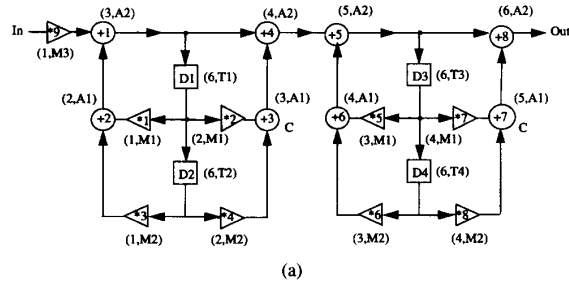 (3,A2) (4,A2) (5,A2) (6,A2)
In *9 +1 +4 +5 +8 Out
(1,M3)
D1 (6,T1) D3 (6,T3)
(2,A1) (3,A1) (4,A1) (5,A1)
+2 *1 *2 +3 C +6 *5 *7 +7 C
(1,M1) (2,M1) (3,M1) (4,M1)
D2 (6,T2) D4 (6,T4)
*3 *4 *6 *8
(1,M2) (2,M2) (3,M2) (4,M2)
(a)